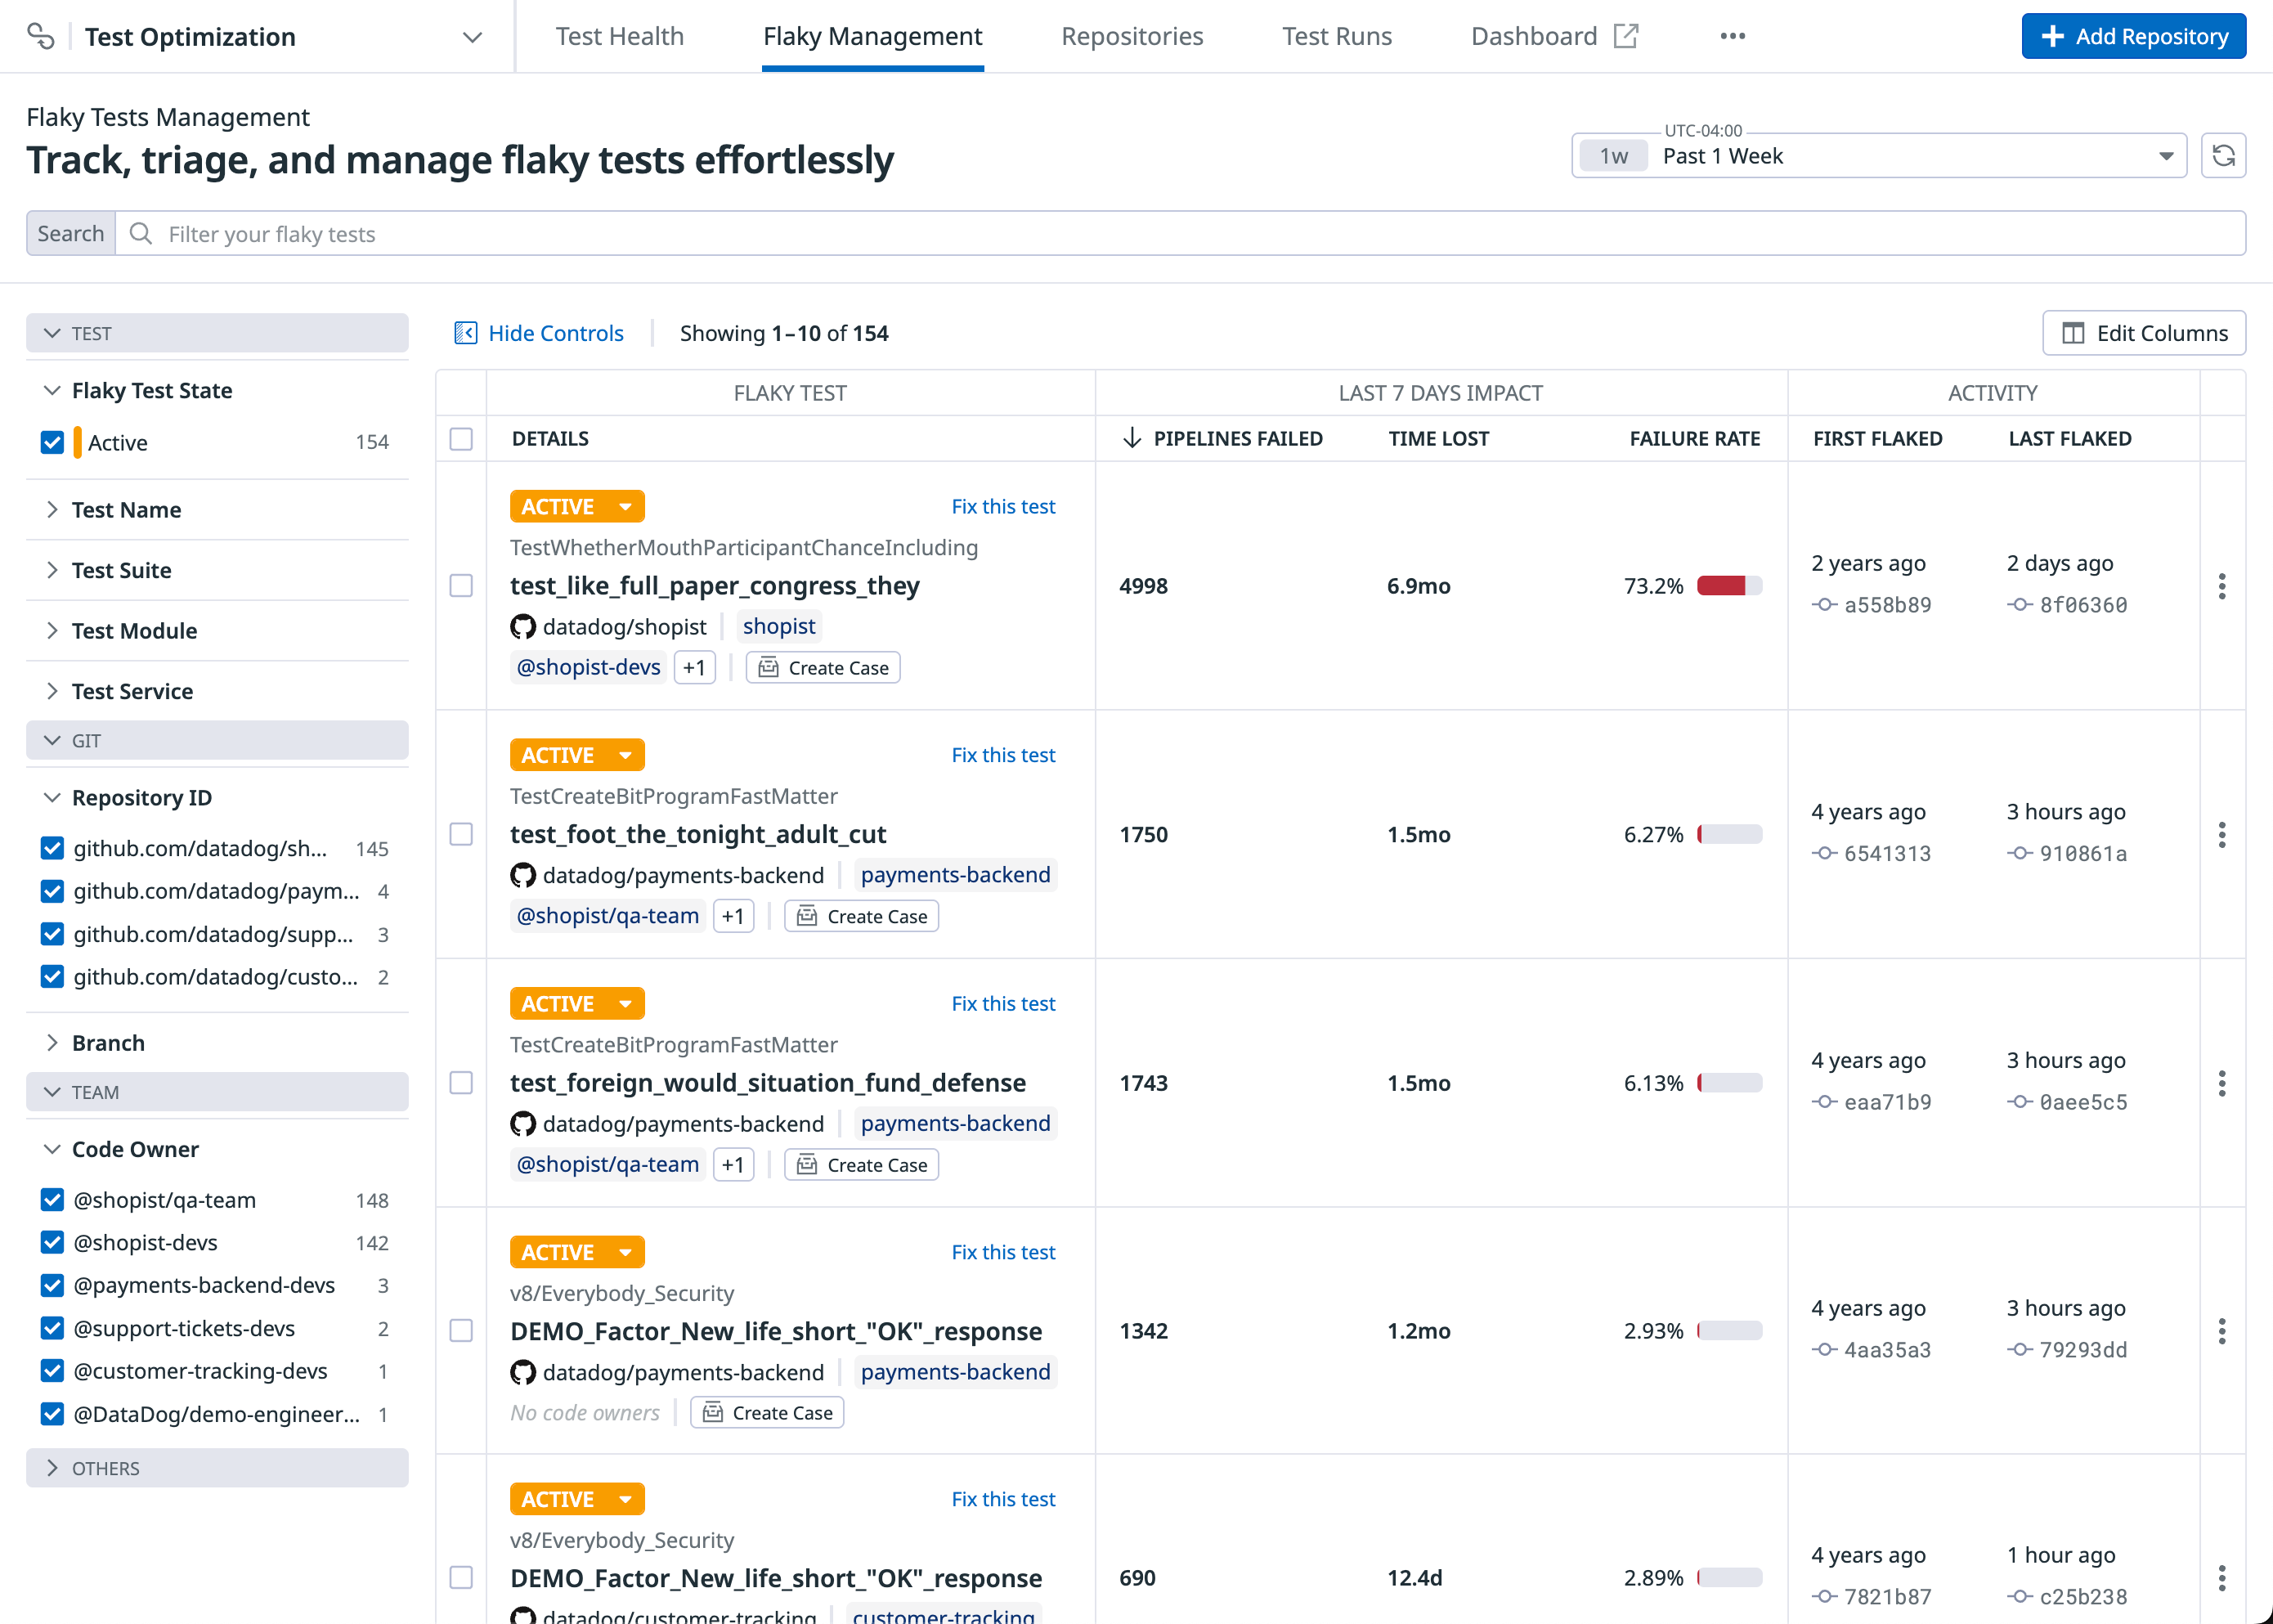 Test Optimization
Test Health
Flaky Management
Repositories
Test Runs
Dashboard
Add Repository
Flaky Tests Management
Track, triage, and manage flaky tests effortlessly
UTC-04:00
1w Past 1 Week
Search Filter your flaky tests
TEST
Flaky Test State
Active 154
Test Name
Test Suite
Test Module
Test Service
GIT
Repository ID
github.com/datadog/sh... 145
github.com/datadog/paym... 4
github.com/datadog/supp... 3
github.com/datadog/custo... 2
Branch
TEAM
Code Owner
@shopist/qa-team 148
@shopist-devs 142
@payments-backend-devs 3
@support-tickets-devs 2
@customer-tracking-devs 1
@DataDog/demo-engineer... 1
OTHERS
Hide Controls Showing 1–10 of 154 Edit Columns
FLAKY TEST LAST 7 DAYS IMPACT ACTIVITY
DETAILS PIPELINES FAILED TIME LOST FAILURE RATE FIRST FLAKED LAST FLAKED
ACTIVE Fix this test
TestWhetherMouthParticipantChanceIncluding
test_like_full_paper_congress_they
datadog/shopist shopist
@shopist-devs +1 Create Case
4998 6.9mo 73.2%
2 years ago 2 days ago
a558b89 8f06360
ACTIVE Fix this test
TestCreateBitProgramFastMatter
test_foot_the_tonight_adult_cut
datadog/payments-backend payments-backend
@shopist/qa-team +1 Create Case
1750 1.5mo 6.27%
4 years ago 3 hours ago
6541313 910861a
ACTIVE Fix this test
TestCreateBitProgramFastMatter
test_foreign_would_situation_fund_defense
datadog/payments-backend payments-backend
@shopist/qa-team +1 Create Case
1743 1.5mo 6.13%
4 years ago 3 hours ago
eaa71b9 0aee5c5
ACTIVE Fix this test
v8/Everybody_Security
DEMO_Factor_New_life_short_"OK"_response
datadog/payments-backend payments-backend
No code owners Create Case
1342 1.2mo 2.93%
4 years ago 3 hours ago
4aa35a3 79293dd
ACTIVE Fix this test
v8/Everybody_Security
DEMO_Factor_New_life_short_"OK"_response
datadog/customer-tracking customer-tracking
690 12.4d 2.89%
4 years ago 1 hour ago
7821b87 c25b238